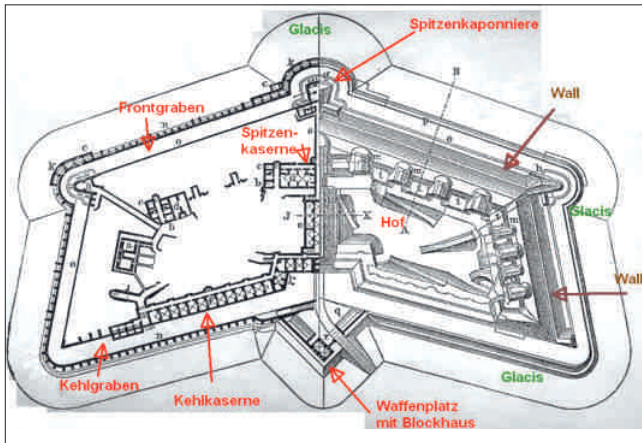 Glacis
Spitzenkaponniere
Frontgraben
Spitzen-
kaserne
Wall
Hof
Glacis
Wall
Kehlgraben
Kehlkaserne
Waffenplatz
mit Blockhaus
Glacis